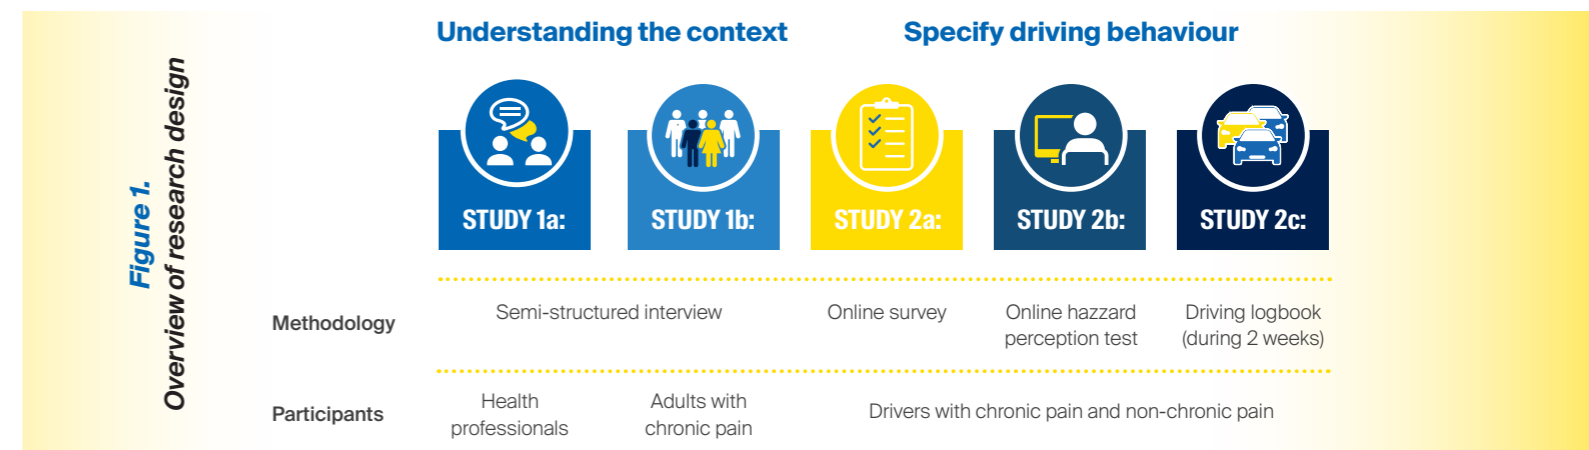 Figure 1.
Overview of research design
Understanding the context
Specify driving behaviour
STUDY 1a:
STUDY 1b:
STUDY 2a:
STUDY 2b:
STUDY 2c:
Methodology
Semi-structured interview
Online survey
Online hazzard
perception test
Driving logbook
(during 2 weeks)
Participants
Health
professionals
Adults with
chronic pain
Drivers with chronic pain and non-chronic pain